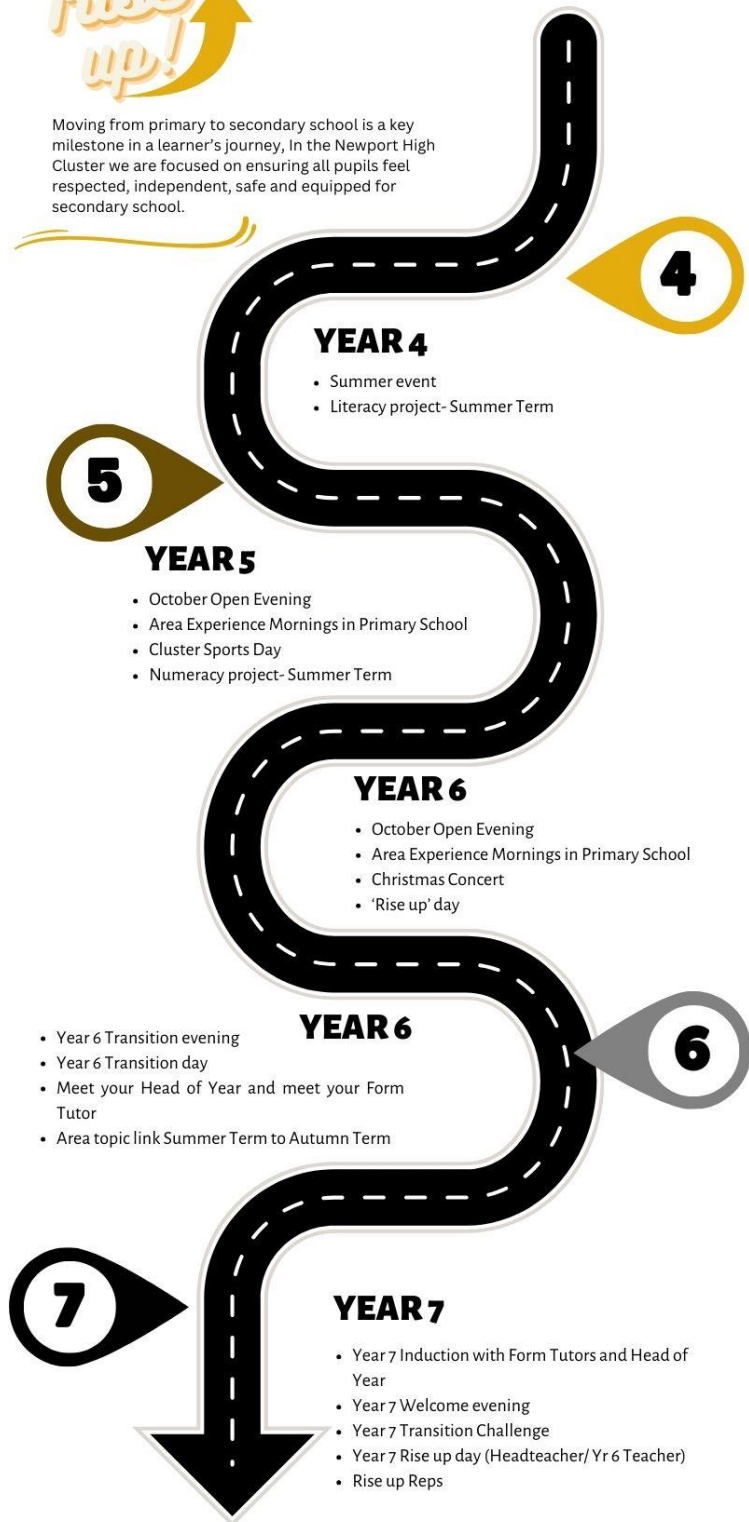 up!
Moving from primary to secondary school is a key
milestone in a learner's journey, In the Newport High
Cluster we are focused on ensuring all pupils feel
respected, independent, safe and equipped for
secondary school.
4
YEAR 4
• Summer event
• Literacy project- Summer Term
5
YEAR 5
• October Open Evening
• Area Experience Mornings in Primary School
• Cluster Sports Day
• Numeracy project- Summer Term
YEAR 6
• October Open Evening
• Area Experience Mornings in Primary School
• Christmas Concert
• ‘Rise up’ day
YEAR 6
6
• Year 6 Transition evening
• Year 6 Transition day
• Meet your Head of Year and meet your Form
Tutor
• Area topic link Summer Term to Autumn Term
7
YEAR 7
• Year 7 Induction with Form Tutors and Head of
Year
• Year 7 Welcome evening
• Year 7 Transition Challenge
• Year 7 Rise up day (Headteacher/ Yr 6 Teacher)
• Rise up Reps